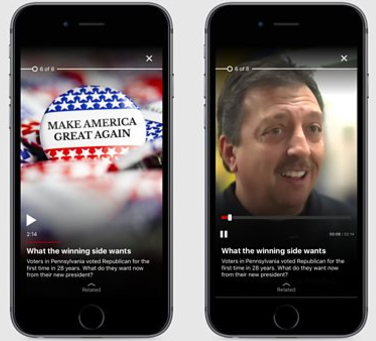 6 of 8
MAKE AMERICA
GREAT AGAIN
2:14
What the winning side wants
Voters in Pennsylvania voted Republican for the
first time in 28 years. What do they want now
from their new president?
Related
6 of 8
What the winning side wants
Voters in Pennsylvania voted Republican for the
first time in 28 years. What do they want now
from their new president?
Related